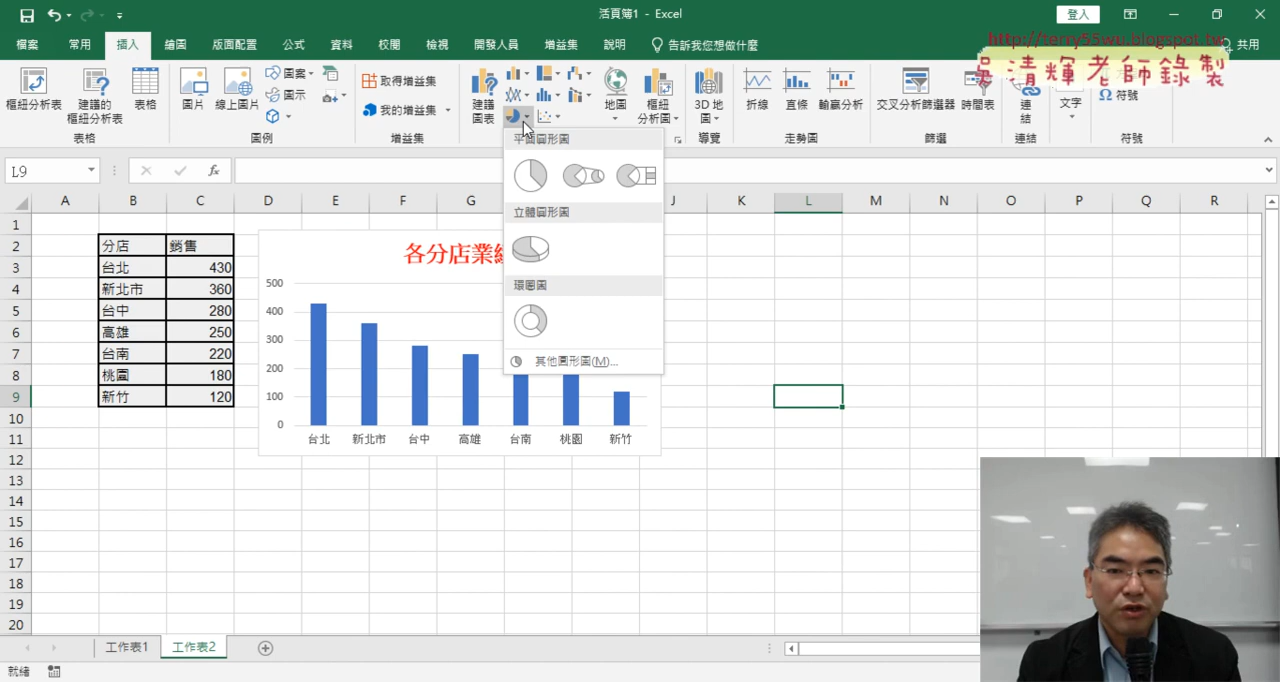 活頁簿1 - Excel
登入
http://terry55wu.blogspot.tw
檔案 常用 插入 繪圖 版面配置 公式 資料 校閱 檢視 開發人員 增益集 說明 告訴我您想做什麼 共用
吳清輝老師錄製
樞紐分析表 建議的樞紐分析表 表格
表格
圖片 線上圖片 圖案 圖示
圖例
取得增益集
我的增益集
增益集
建議圖表
地圖 樞紐分析圖
3D 地圖
導覽
折線 直條 輸贏分析
走勢圖
交叉分析篩選器 時間表
篩選
連結
連結
文字
Ω 符號
符號
L9
fx
平面圓形圖
立體圓形圖
環圈圖
其他圓形圖(M)...
A B C D E F G J K L M N O P Q R
1
2 分店 銷售
3 台北 430
4 新北市 360
5 台中 280
6 高雄 250
7 台南 220
8 桃園 180
9 新竹 120
10
11
12
13
14
15
16
17
18
19
20
各分店業
500
400
300
200
100
0
台北 新北市 台中 高雄 台南 桃園 新竹
工作表1 工作表2
就緒